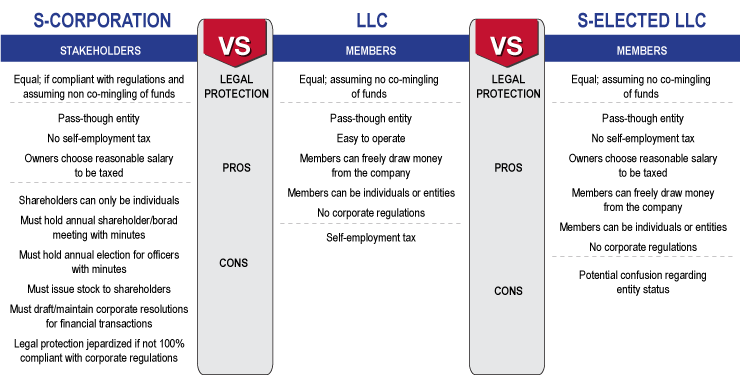 S-CORPORATION
STAKEHOLDERS
Equal; if compliant with regulations and
assuming non co-mingling of funds
Pass-though entity
No self-employment tax
Owners choose reasonable salary
to be taxed
Shareholders can only be individuals
Must hold annual shareholder/borad
meeting with minutes
Must hold annual election for officers
with minutes
Must issue stock to shareholders
Must draft/maintain corporate resolutions
for financial transactions
Legal protection jepardized if not 100%
compliant with corporate regulations
VS
LEGAL
PROTECTION
PROS
CONS
LLC
MEMBERS
Equal; assuming no co-mingling
of funds
Pass-though entity
Easy to operate
Members can freely draw money
from the company
Members can be individuals or entities
No corporate regulations
Self-employment tax
VS
LEGAL
PROTECTION
PROS
CONS
S-ELECTED LLC
MEMBERS
Equal; assuming no co-mingling
of funds
Pass-though entity
No self-employment tax
Owners choose reasonable salary
to be taxed
Members can freely draw money
from the company
Members can be individuals or entities
No corporate regulations
Potential confusion regarding
entity status